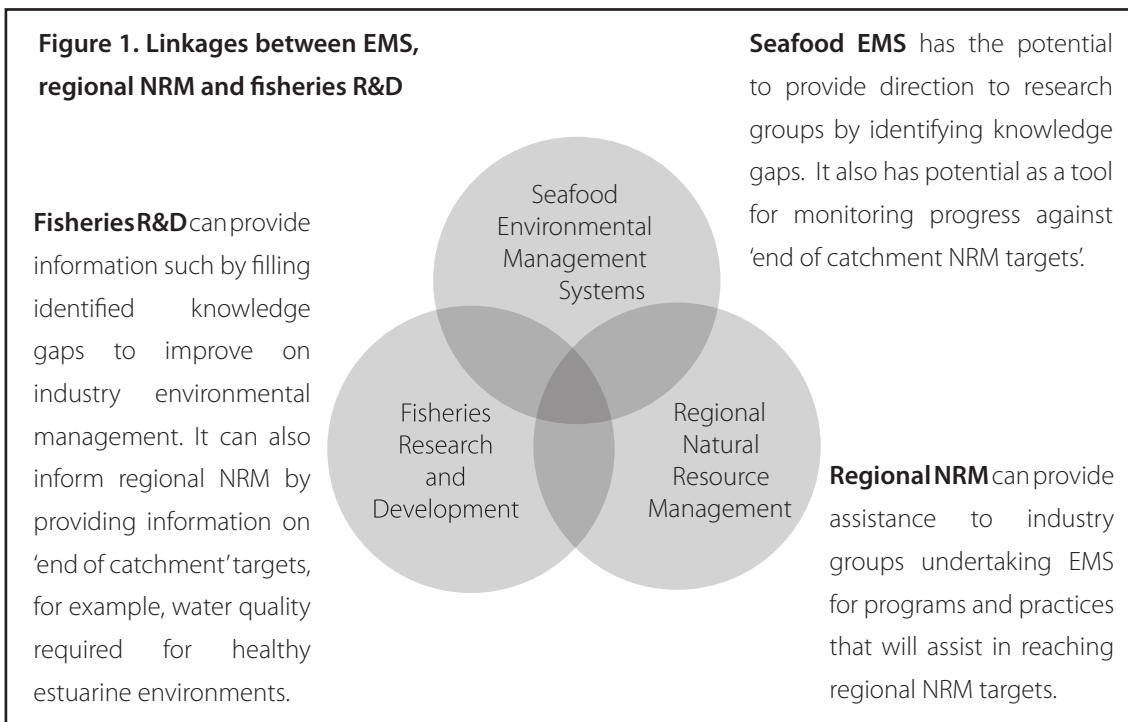 Figure 1. Linkages between EMS,
regional NRM and fisheries R&D
Seafood EMS has the potential
to provide direction to research
groups by identifying knowledge
gaps. It also has potential as a tool
for monitoring progress against
‘end of catchment NRM targets’.
Fisheries R&D can provide
information such by filling
identified knowledge
gaps to improve on
industry environmental
management. It can also
inform regional NRM by
providing information on
‘end of catchment’ targets,
for example, water quality
required for healthy
estuarine environments.
Seafood
Environmental
Management
Systems
Fisheries
Research
and
Development
Regional
Natural
Resource
Management
Regional NRM can provide
assistance to industry
groups undertaking EMS
for programs and practices
that will assist in reaching
regional NRM targets.